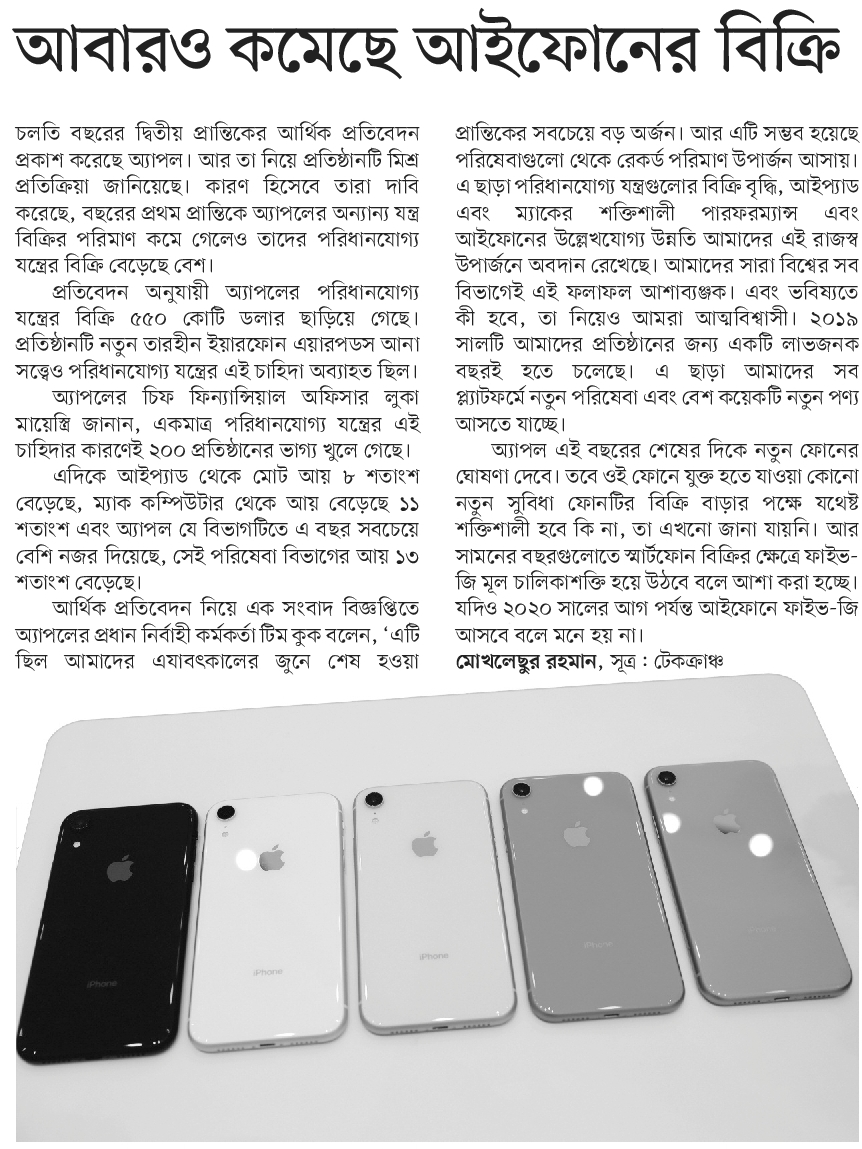 আবারও কমেছে আইফোনের বিক্রি
চলতি বছরের দ্বিতীয় প্রান্তিকের আর্থিক প্রতিবেদন
প্রকাশ করেছে অ্যাপল। আর তা নিয়ে প্রতিষ্ঠানটি মিশ্র
প্রতিক্রিয়া জানিয়েছে। কারণ হিসেবে তারা দাবি
করেছে, বছরের প্রথম প্রান্তিকে অ্যাপলের অন্যান্য যন্ত্র
বিক্রির পরিমাণ কমে গেলেও তাদের পরিধানযোগ্য
যন্ত্রের বিক্রি বেড়েছে বেশ।
প্রতিবেদন অনুযায়ী অ্যাপলের পরিধানযোগ্য
যন্ত্রের বিক্রি ৫৫০ কোটি ডলার ছাড়িয়ে গেছে।
প্রতিষ্ঠানটি নতুন তারহীন ইয়ারফোন এয়ারপডস আনা
সত্ত্বেও পরিধানযোগ্য যন্ত্রের এই চাহিদা অব্যাহত ছিল।
অ্যাপলের চিফ ফিন্যান্সিয়াল অফিসার লুকা
মায়েস্ত্রি জানান, একমাত্র পরিধানযোগ্য যন্ত্রের এই
চাহিদার কারণেই ২০০ প্রতিষ্ঠানের ভাগ্য খুলে গেছে।
এদিকে আইপ্যাড থেকে মোট আয় ৮ শতাংশ
বেড়েছে, ম্যাক কম্পিউটার থেকে আয় বেড়েছে ১১
শতাংশ এবং অ্যাপল যে বিভাগটিতে এ বছর সবচেয়ে
বেশি নজর দিয়েছে, সেই পরিষেবা বিভাগের আয় ১৩
শতাংশ বেড়েছে।
আর্থিক প্রতিবেদন নিয়ে এক সংবাদ বিজ্ঞপ্তিতে
অ্যাপলের প্রধান নির্বাহী কর্মকর্তা টিম কুক বলেন, ‘এটি
ছিল আমাদের এযাবৎকালের জুনে শেষ হওয়া
প্রান্তিকের সবচেয়ে বড় অর্জন। আর এটি সম্ভব হয়েছে
পরিষেবাগুলো থেকে রেকর্ড পরিমাণ উপার্জন আসায়।
এ ছাড়া পরিধানযোগ্য যন্ত্রগুলোর বিক্রি বৃদ্ধি, আইপ্যাড
এবং ম্যাকের শক্তিশালী পারফরম্যান্স এবং
আইফোনের উল্লেখযোগ্য উন্নতি আমাদের এই রাজস্ব
উপার্জনে অবদান রেখেছে। আমাদের সারা বিশ্বের সব
বিভাগেই এই ফলাফল আশাব্যঞ্জক। এবং ভবিষ্যতে
কী হবে, তা নিয়েও আমরা আত্মবিশ্বাসী। ২০১৯
সালটি আমাদের প্রতিষ্ঠানের জন্য একটি লাভজনক
বছরই হতে চলেছে। এ ছাড়া আমাদের সব
প্ল্যাটফর্মে নতুন পরিষেবা এবং বেশ কয়েকটি নতুন পণ্য
আসতে যাচ্ছে।
অ্যাপল এই বছরের শেষের দিকে নতুন ফোনের
ঘোষণা দেবে। তবে ওই ফোনে যুক্ত হতে যাওয়া কোনো
নতুন সুবিধা ফোনটির বিক্রি বাড়ার পক্ষে যথেষ্ট
শক্তিশালী হবে কি না, তা এখনো জানা যায়নি। আর
সামনের বছরগুলোতে স্মার্টফোন বিক্রির ক্ষেত্রে ফাইভ-
জি মূল চালিকাশক্তি হয়ে উঠবে বলে আশা করা হচ্ছে।
যদিও ২০২০ সালের আগ পর্যন্ত আইফোনে ফাইভ-জি
আসবে বলে মনে হয় না।
মোখলেছুর রহমান, সূত্র : টেকক্রাঞ্চ
iPhone
iPhone
iPhone
iPhone
iPhone